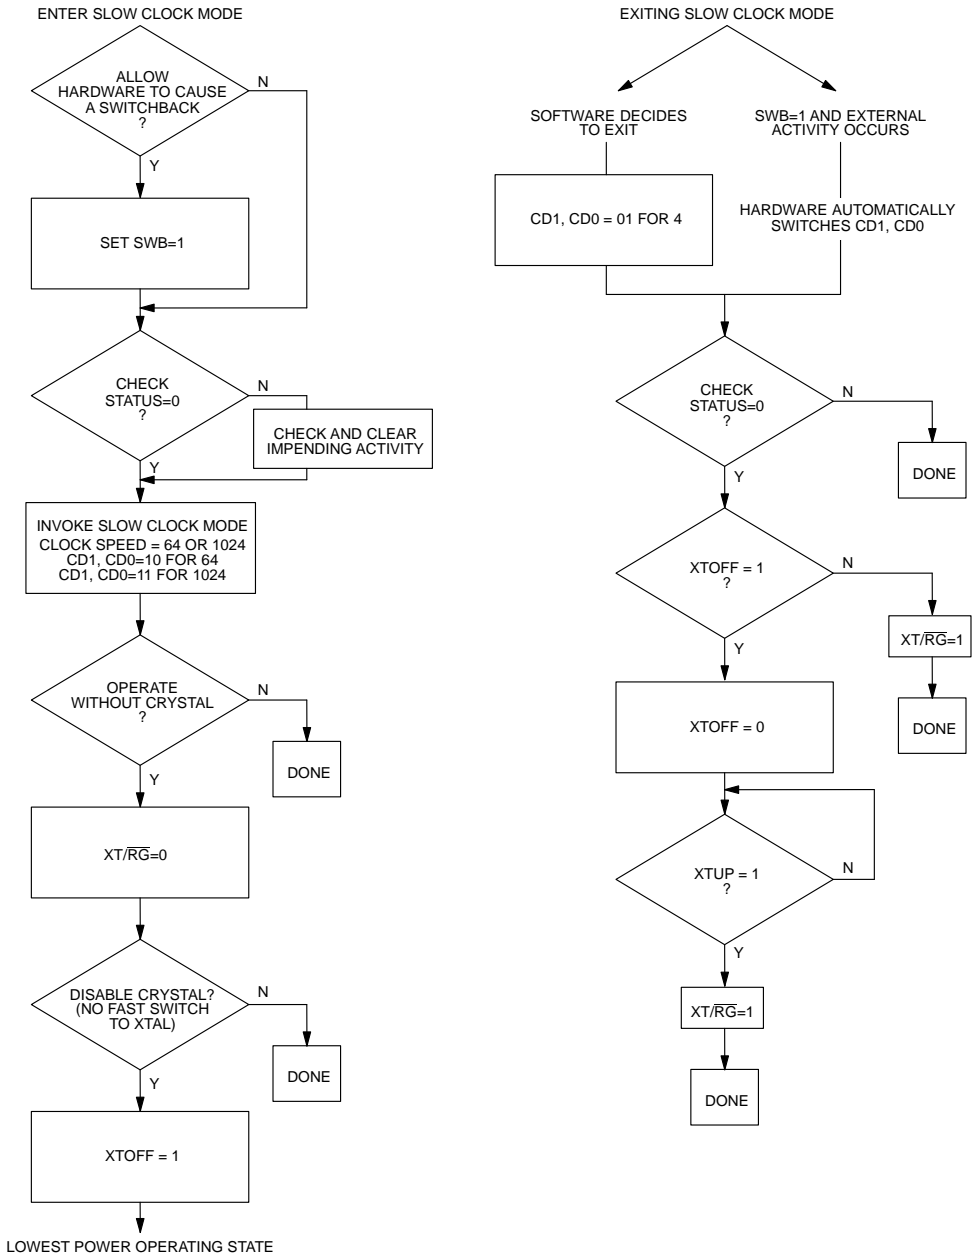 ENTER SLOW CLOCK MODE
ALLOW
HARDWARE TO CAUSE
A SWITCHBACK
?
N
Y
SET SWB=1
CHECK
STATUS=0
?
N
CHECK AND CLEAR
IMPENDING ACTIVITY
Y
INVOKE SLOW CLOCK MODE
CLOCK SPEED = 64 OR 1024
CD1, CD0=10 FOR 64
CD1, CD0=11 FOR 1024
OPERATE
WITHOUT CRYSTAL
?
N
DONE
Y
XT/R̅G̅=0
DISABLE CRYSTAL?
(NO FAST SWITCH
TO XTAL)
N
DONE
Y
XTOFF = 1
LOWEST POWER OPERATING STATE
EXITING SLOW CLOCK MODE
SOFTWARE DECIDES
TO EXIT
CD1, CD0 = 01 FOR 4
SWB=1 AND EXTERNAL
ACTIVITY OCCURS
HARDWARE AUTOMATICALLY
SWITCHES CD1, CD0
CHECK
STATUS=0
?
N
DONE
Y
XTOFF = 1
?
N
XT/R̅G̅=1
DONE
Y
XTOFF = 0
XTUP = 1
?
N
Y
XT/R̅G̅=1
DONE